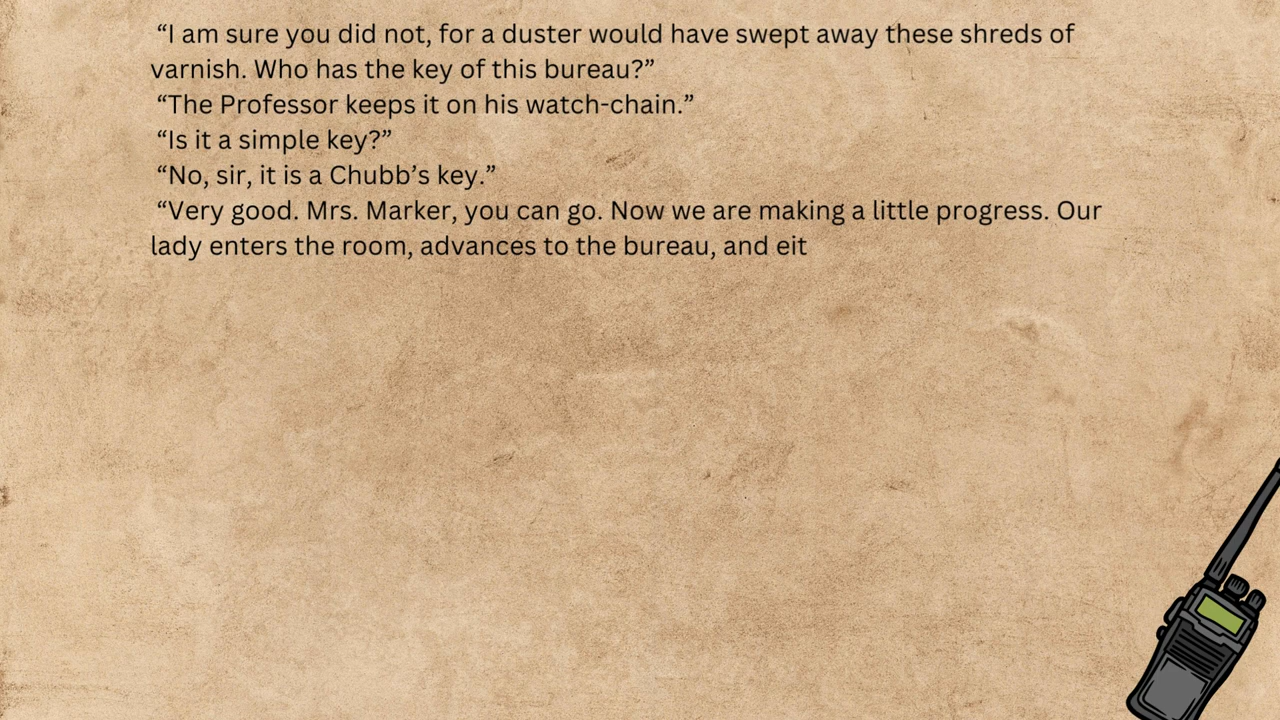 “I am sure you did not, for a duster would have swept away these shreds of
varnish. Who has the key of this bureau?”
“The Professor keeps it on his watch-chain.”
“Is it a simple key?”
“No, sir, it is a Chubb’s key.”
“Very good. Mrs. Marker, you can go. Now we are making a little progress. Our
lady enters the room, advances to the bureau, and eit